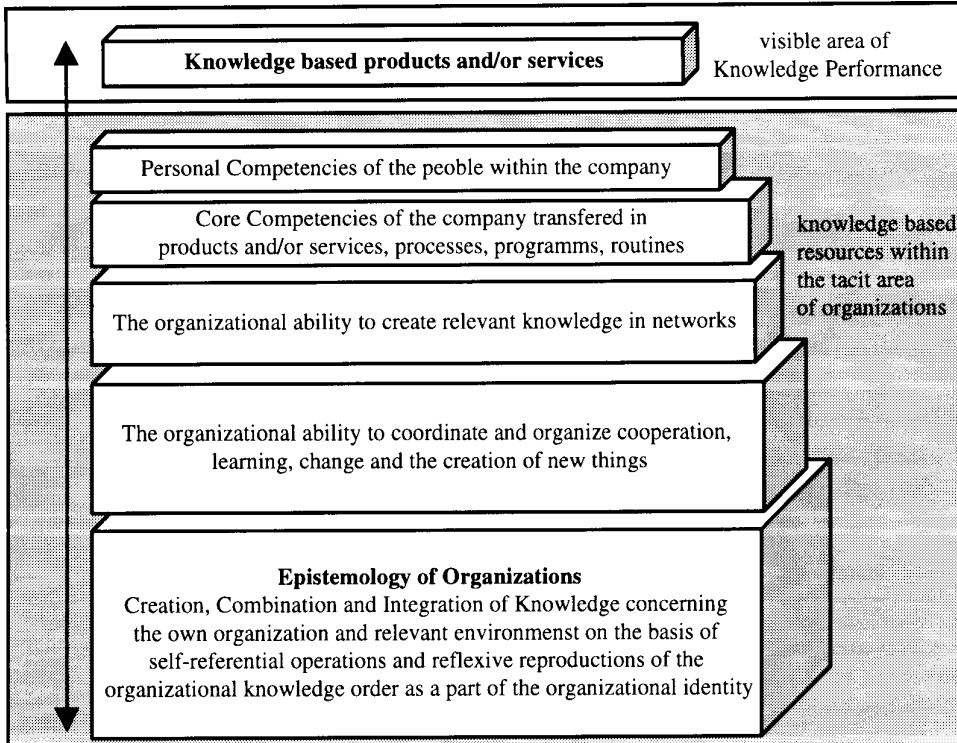 Knowledge based products and/or services
visible area of
Knowledge Performance
Personal Competencies of the peoble within the company
Core Competencies of the company transfered in
products and/or services, processes, programms, routines
knowledge based
resources within
the tacit area
of organizations
The organizational ability to create relevant knowledge in networks
The organizational ability to coordinate and organize cooperation,
learning, change and the creation of new things
Epistemology of Organizations
Creation, Combination and Integration of Knowledge concerning
the own organization and relevant environmenst on the basis of
self-referential operations and reflexive reproductions of the
organizational knowledge order as a part of the organizational identity